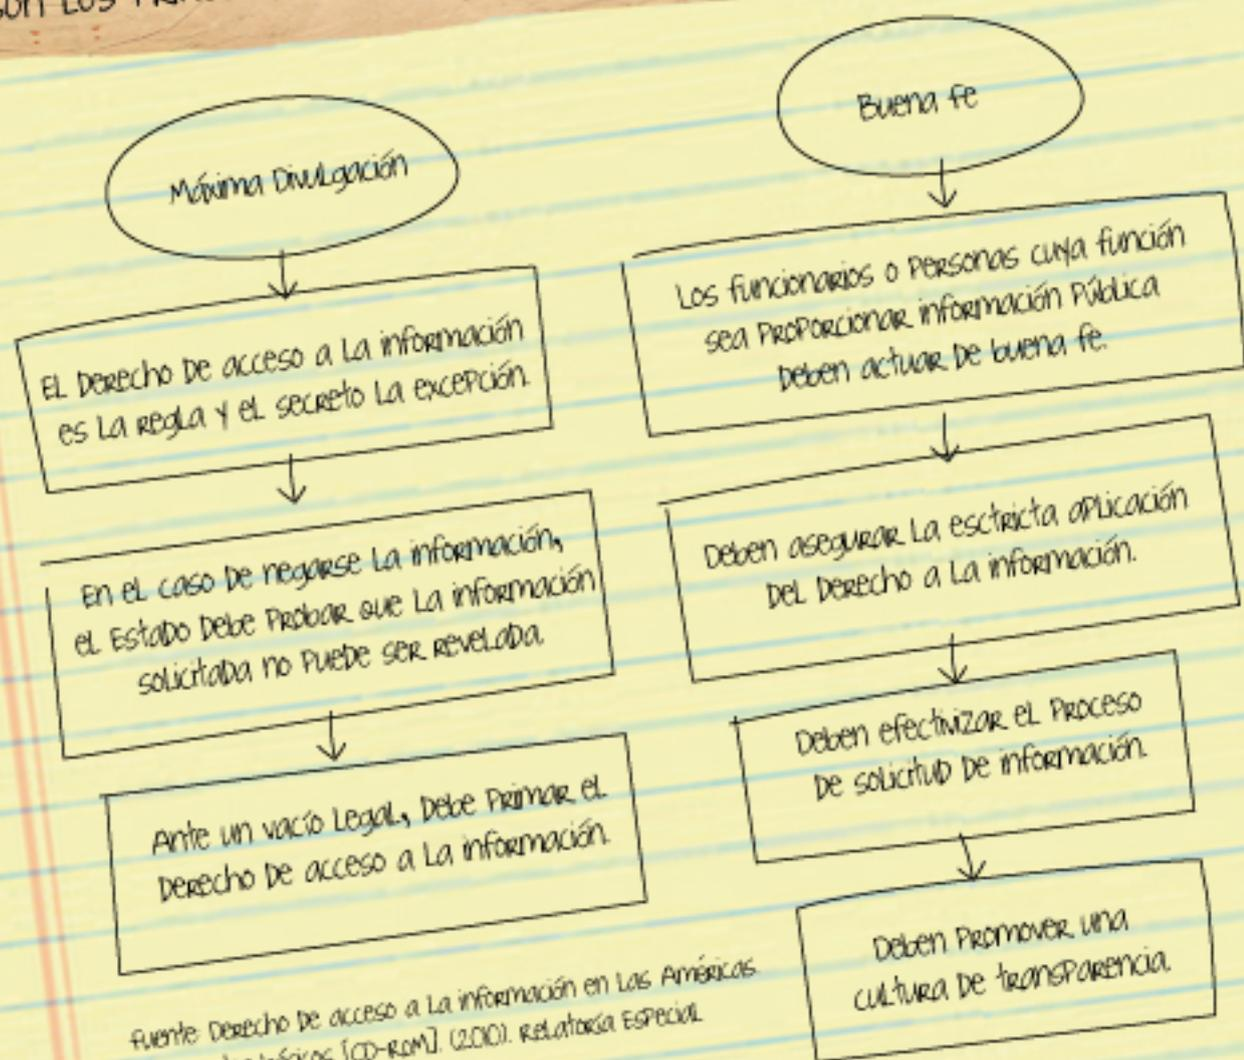 SON LOS
Máxima Divulgación
El Derecho De acceso a la información
es la regla y el secreto la excepción.
En el caso De negarse la información,
el Estado Debe probar que la información
solicitada no puede ser revelada.
Ante un vacío legal, Debe primar el
Derecho De acceso a la información.
Buena fe
Los funcionarios o personas cuya función
sea proporcionar información pública
Deben actuar De buena fe.
Deben asegurar la esctricta aplicación
Del Derecho a la información.
Deben efectivizar el proceso
De solicitud De información.
Deben promover una
cultura De transparencia.
Fuente: Derecho De acceso a la información en las Américas.
[CD-ROM]. (2010). Relatoría Especial